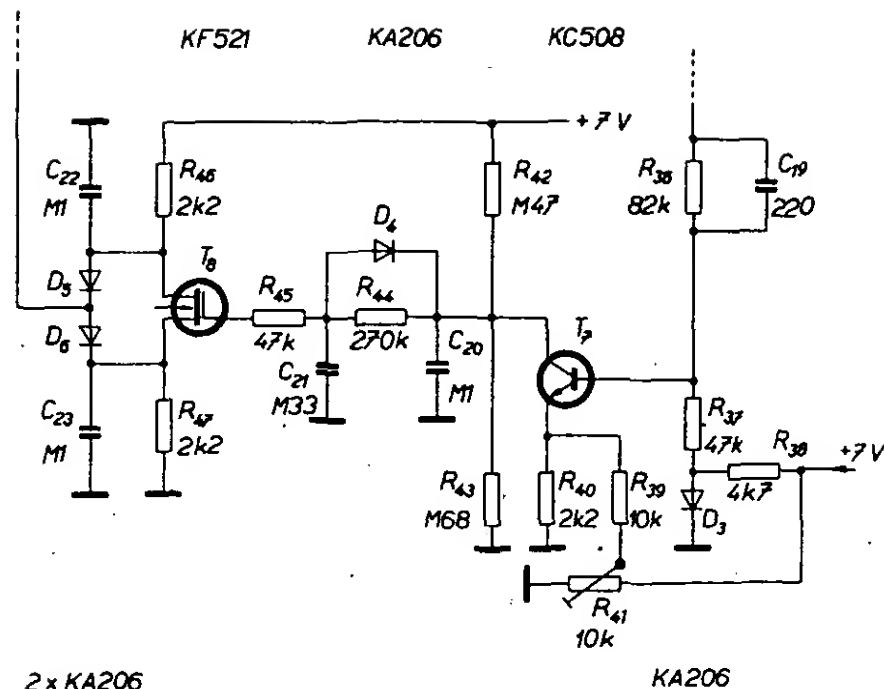 KF521 KA206 KC508
+7 V
C22
M1
R46
2k2
R42
M47
R36
82k
C19
220
D4
D5
T8
R45
47k
R44
270k
C20
M1
T7
D6
C21
M33
C23
M1
R47
2k2
R37
47k
R38
4k7
+7 V
R43
M68
R40
2k2
R39
10k
D3
R41
10k
2 x KA206
KA206